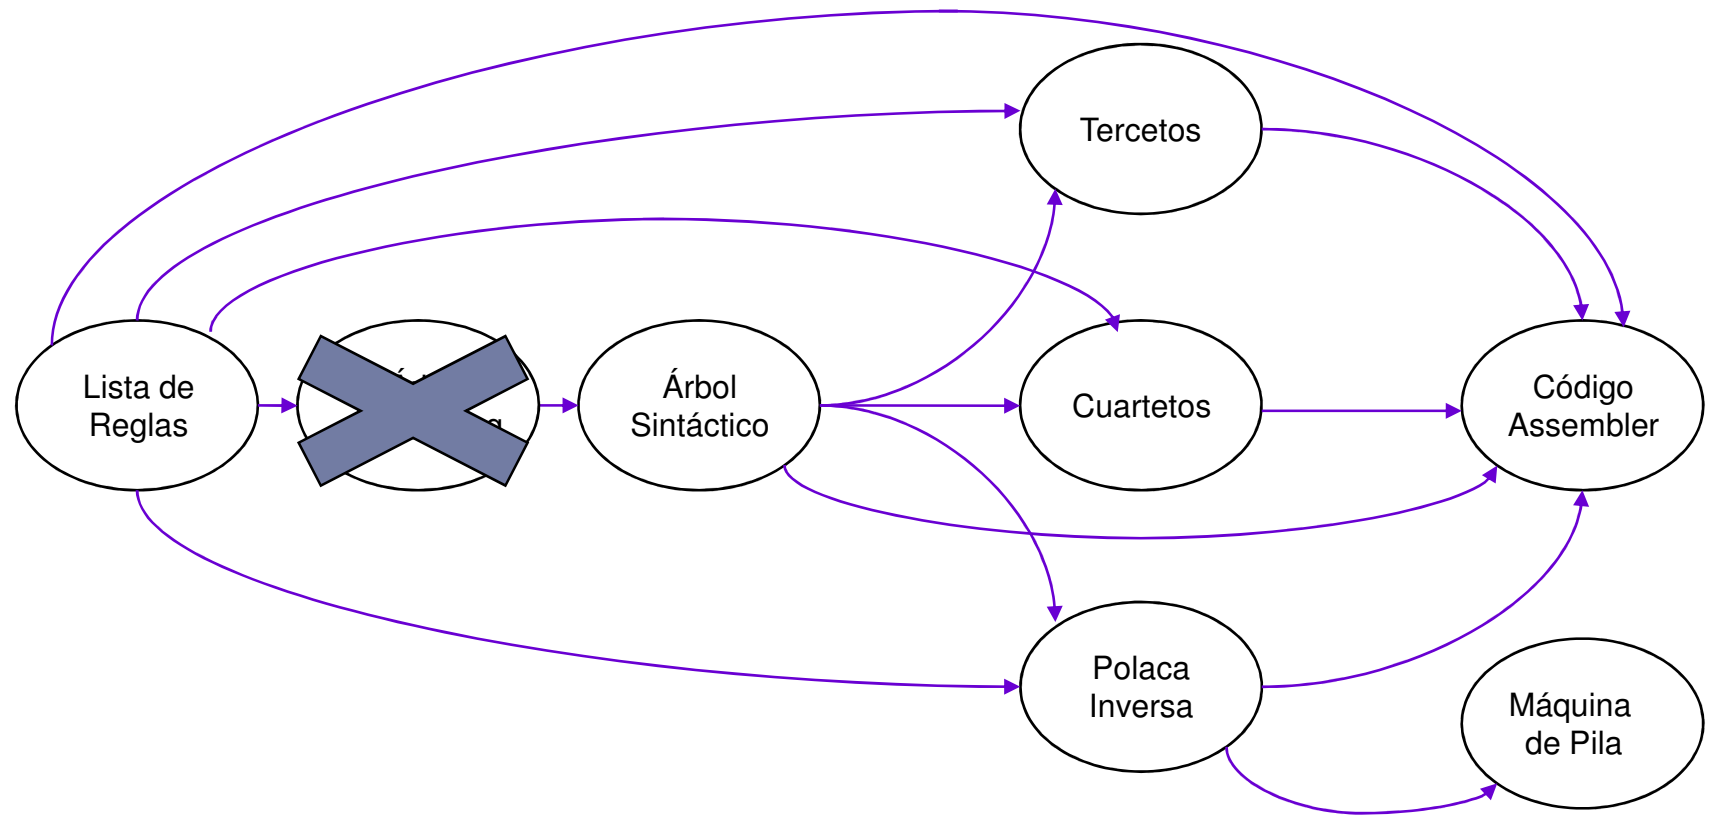 Tercetos
Lista de
Reglas
Árbol
Sintáctico
Cuartetos
Código
Assembler
Polaca
Inversa
Máquina
de Pila